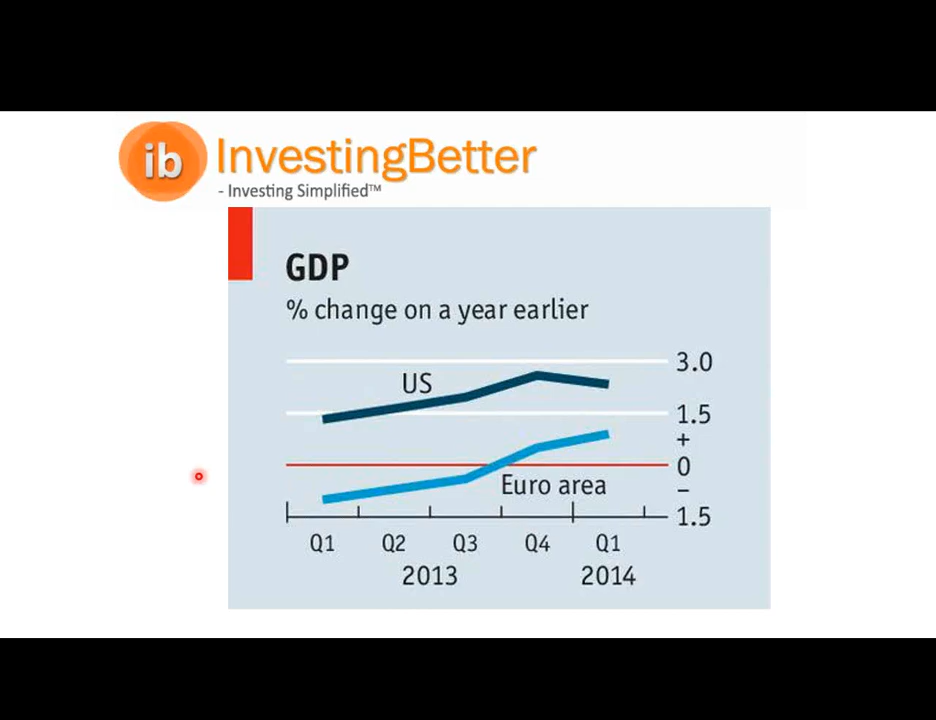 ib InvestingBetter
- Investing Simplified™
GDP
% change on a year earlier
3.0
US
1.5
+
0
Euro area
–
1.5
Q1 Q2 Q3 Q4 Q1
2013 2014